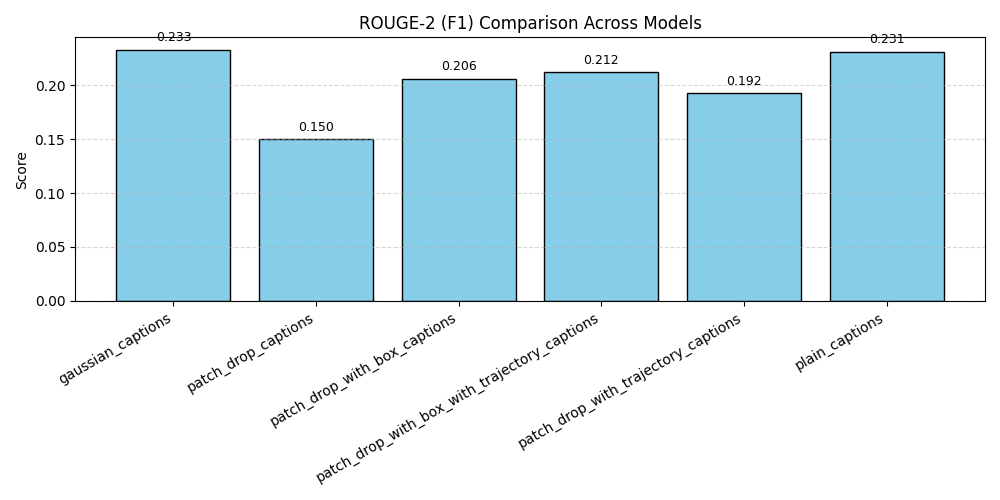 ROUGE-2 (F1) Comparison Across Models
Score
0.20
0.15
0.10
0.05
0.00
0.233
0.150
0.206
0.212
0.192
0.231
gaussian_captions
patch_drop_captions
patch_drop_with_box_captions
patch_drop_with_box_with_trajectory_captions
patch_drop_with_trajectory_captions
plain_captions